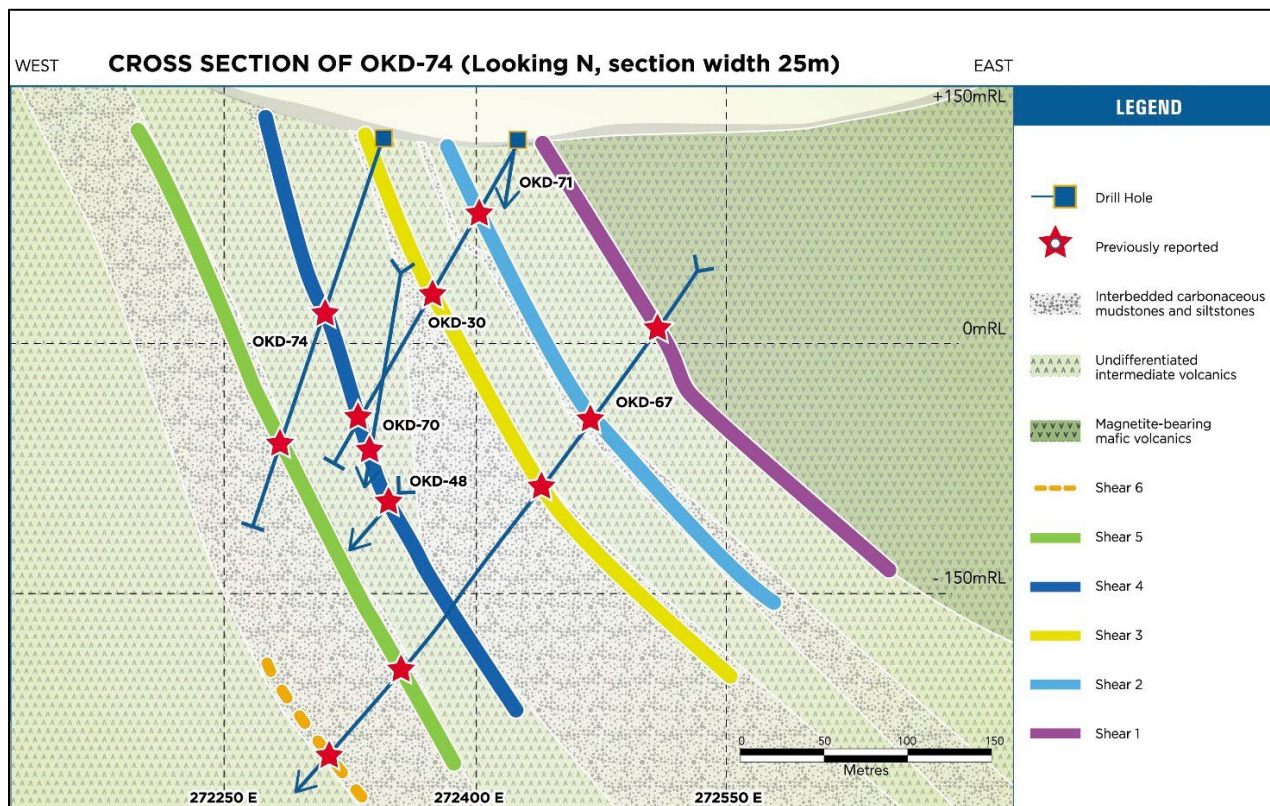 WEST
CROSS SECTION OF OKD-74 (Looking N, section width 25m)
EAST
+150mRL
OKD-71
OKD-30
OKD-74
0mRL
OKD-67
OKD-70
OKD-48
-150mRL
0 50 100 150
Metres
272250 E
272400 E
272550 E
LEGEND
Drill Hole
Previously reported
Interbedded carbonaceous
mudstones and siltstones
Undifferentiated
intermediate volcanics
Magnetite-bearing
mafic volcanics
Shear 6
Shear 5
Shear 4
Shear 3
Shear 2
Shear 1